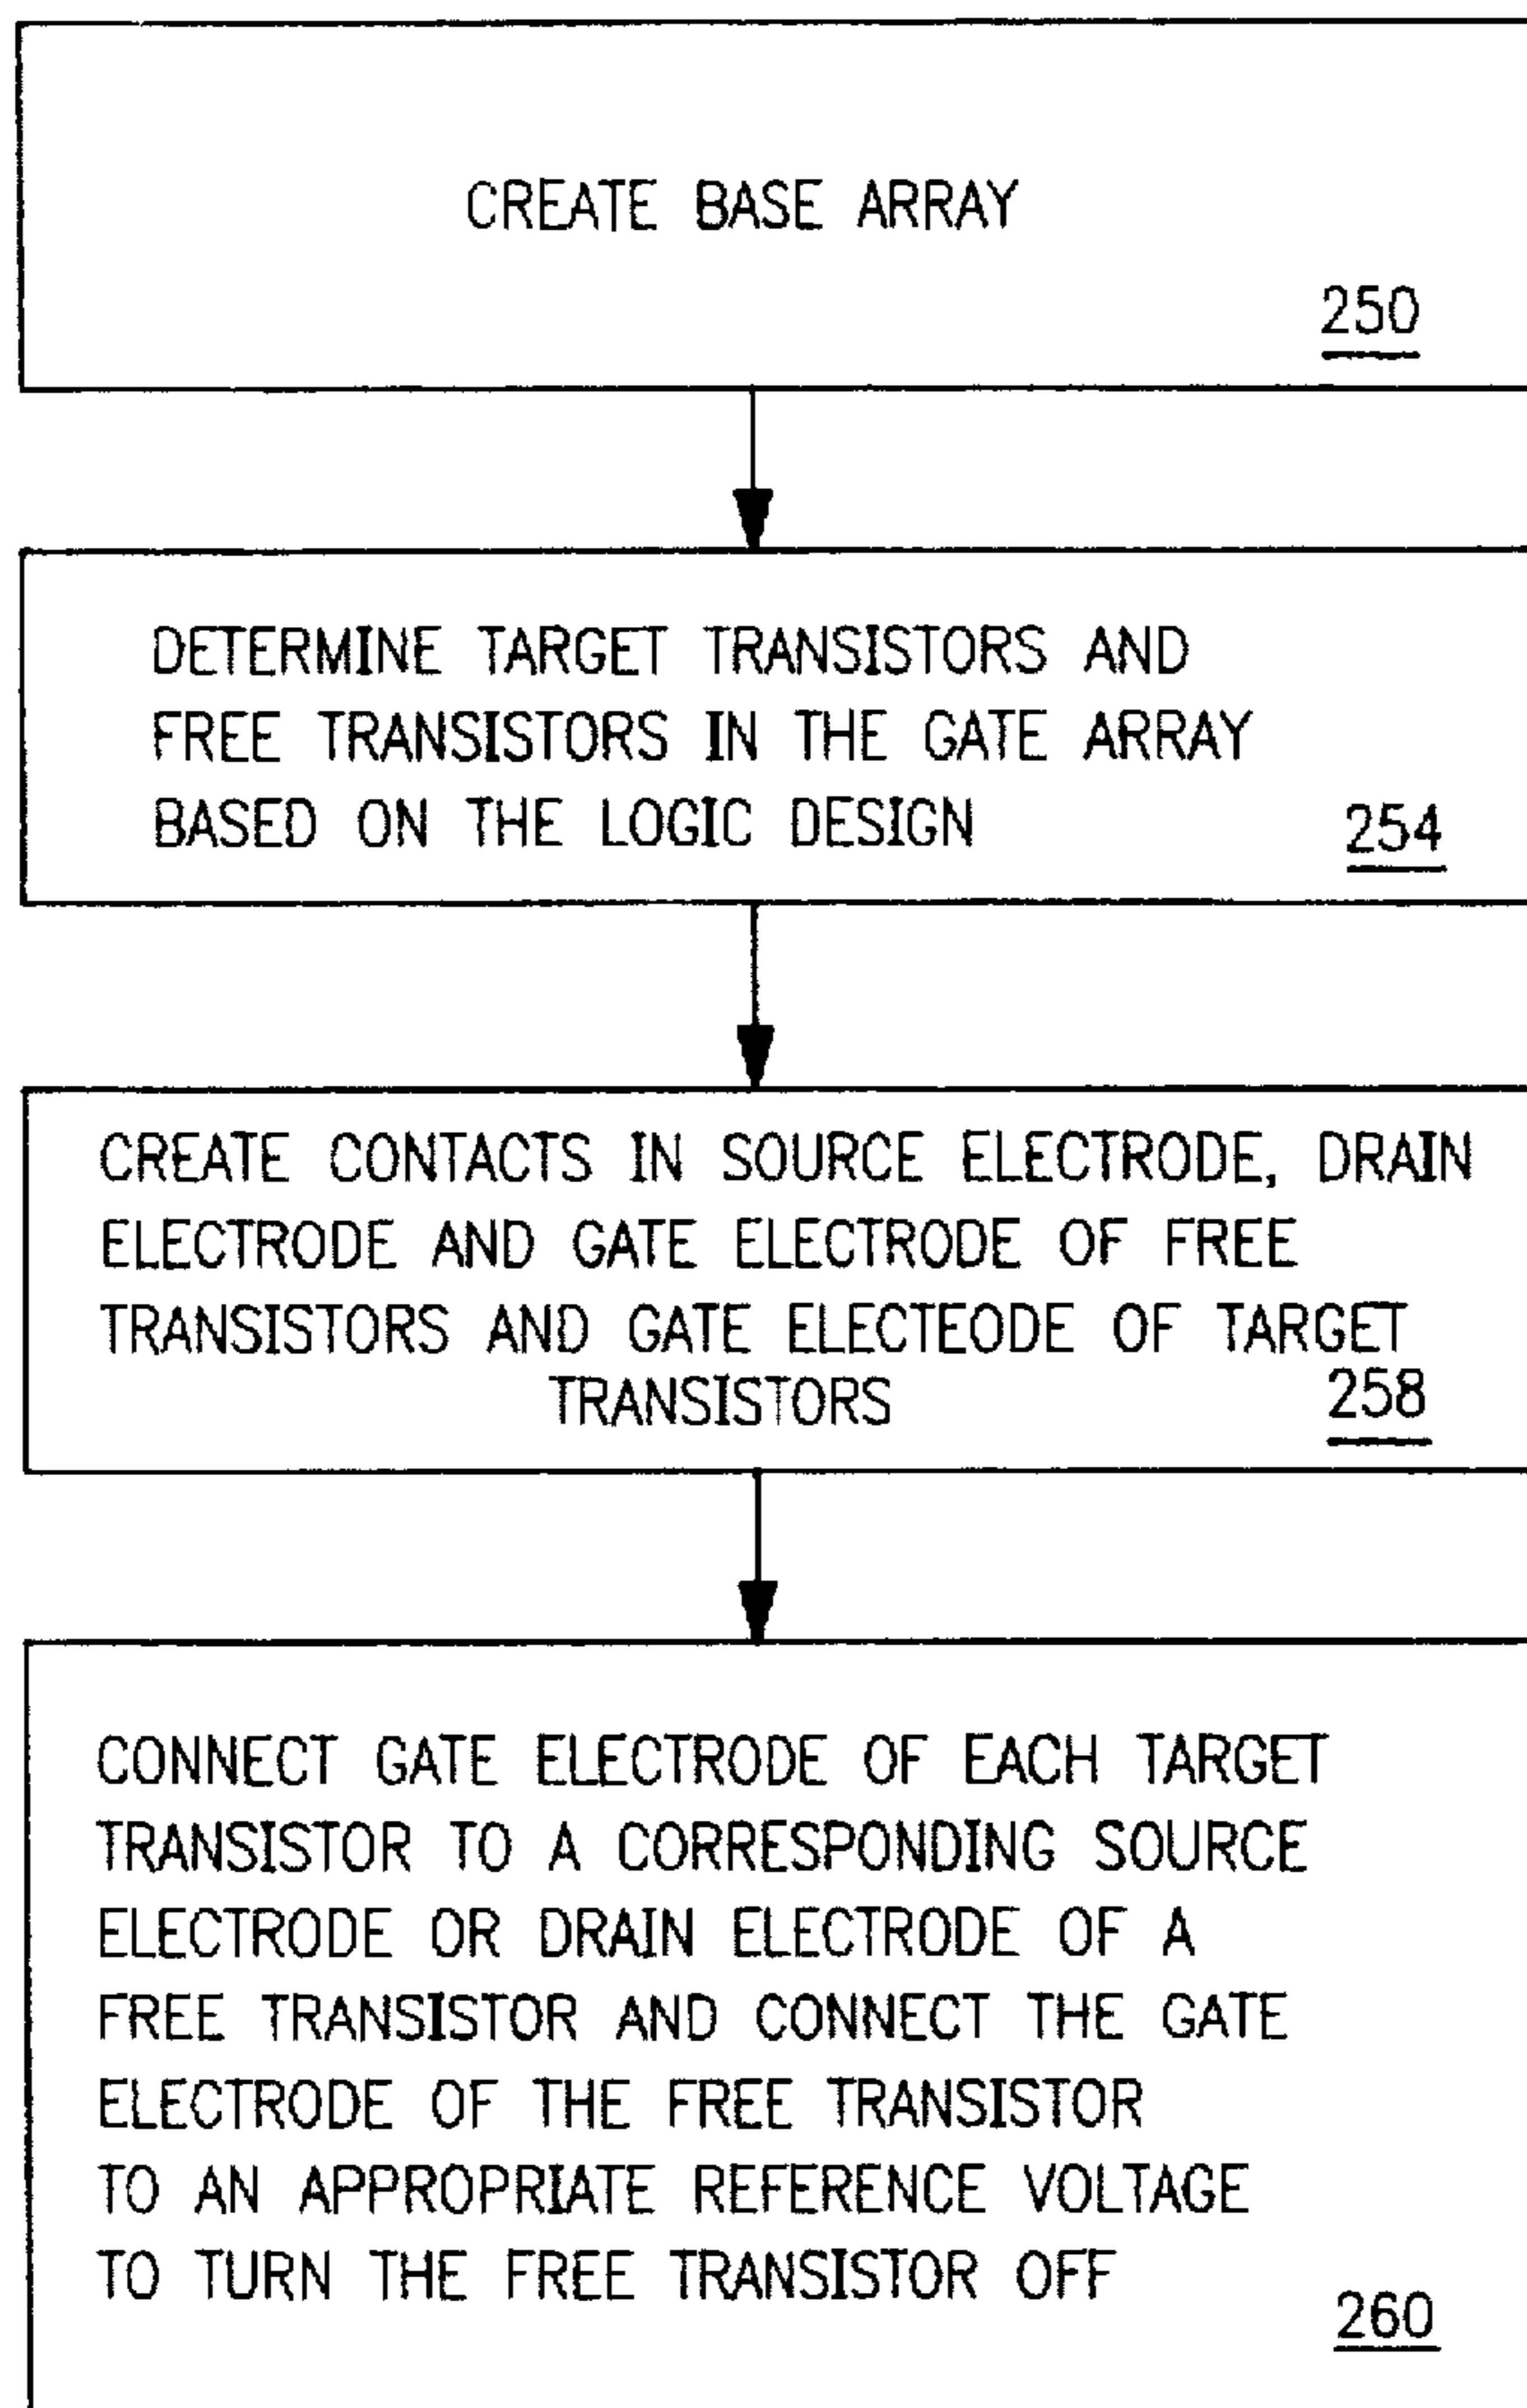 CREATE BASE ARRAY
250
DETERMINE TARGET TRANSISTORS AND
FREE TRANSISTORS IN THE GATE ARRAY
BASED ON THE LOGIC DESIGN
254
CREATE CONTACTS IN SOURCE ELECTRODE, DRAIN
ELECTRODE AND GATE ELECTRODE OF FREE
TRANSISTORS AND GATE ELECTEODE OF TARGET
TRANSISTORS
258
CONNECT GATE ELECTRODE OF EACH TARGET
TRANSISTOR TO A CORRESPONDING SOURCE
ELECTRODE OR DRAIN ELECTRODE OF A
FREE TRANSISTOR AND CONNECT THE GATE
ELECTRODE OF THE FREE TRANSISTOR
TO AN APPROPRIATE REFERENCE VOLTAGE
TO TURN THE FREE TRANSISTOR OFF
260